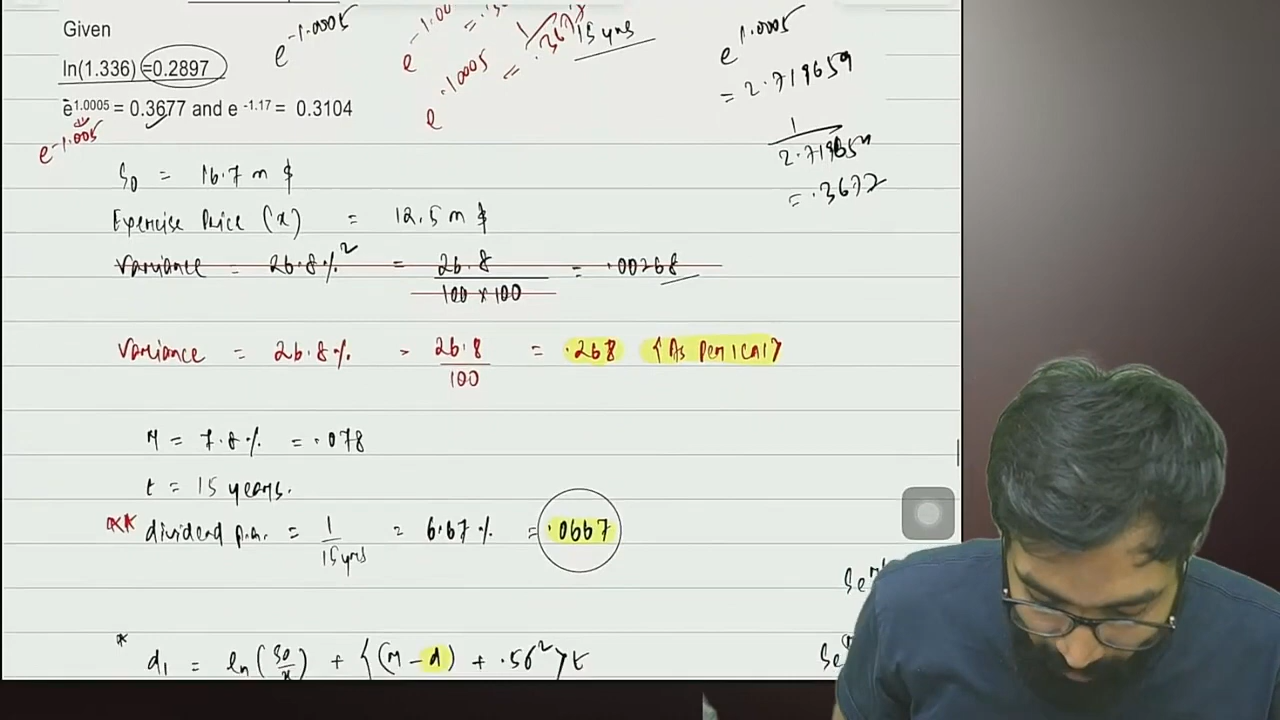 Given
ln(1.336) =0.2897
e^1.0005 = 0.3677 and e ^-1.17 = 0.3104
e^-1.005
e^-1.0005
15 yrs
e^-1.0005 =
e^1.0005
= 2.718659
1
= .3677
S0 = 16.7 m $
Exercise Price (x) = 12.5 m $
Variance = 26.8%^2 = 26.8 / 100 x 100 = .00268
Variance = 26.8% = 26.8 / 100 = .268 {As per ICAI}
r = 7.8% = .078
t = 15 years.
** dividend p.a. = 1 / 15 yrs = 6.67% = .0667
* d1 = ln (S0/x) + {(r - d) + .5σ^2} t